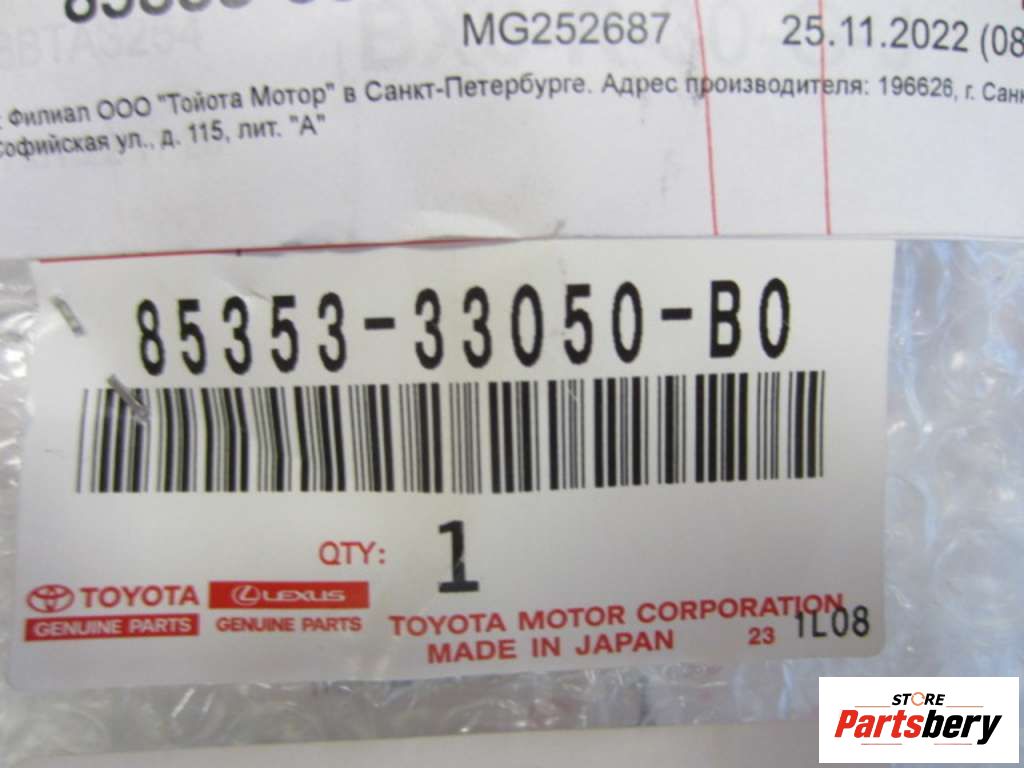 MG252687
25.11.2022 (08
: Филиал ООО "Тойота Мотор" в Санкт-Петербурге. Адрес производителя: 196626, г. Санк
Софийская ул., д. 115, лит. "А"
85353-33050-B0
QTY: 1
TOYOTA
GENUINE PARTS
LEXUS
GENUINE PARTS
TOYOTA MOTOR CORPORATION
MADE IN JAPAN
23 1L08
STORE
Partsbery